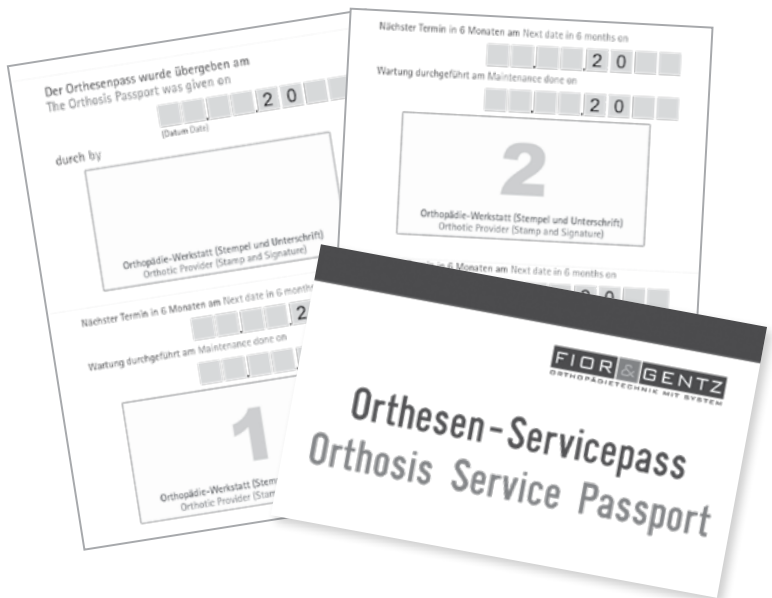 Der Orthesenpass wurde übergeben am
The Orthosis Passport was given on
20
(Datum Date)
durch by
Orthopädie-Werkstatt (Stempel und Unterschrift)
Orthotic Provider (Stamp and Signature)
Nächster Termin in 6 Monaten am Next date in 6 month
2
Wartung durchgeführt am Maintenance done on
1
Orthopädie-Werkstatt (Stem
Orthotic Provider (Stam
Nächster Termin in 6 Monaten am Next date in 6 months on
20
Wartung durchgeführt am Maintenance done on
20
2
Orthopädie-Werkstatt (Stempel und Unterschrift)
Orthotic Provider (Stamp and Signature)
in 6 Monaten am Next date in 6 months on
0
FIOR & GENTZ
ORTHOPÄDIETECHNIK MIT SYSTEM
Orthesen-Servicepass
Orthosis Service Passport